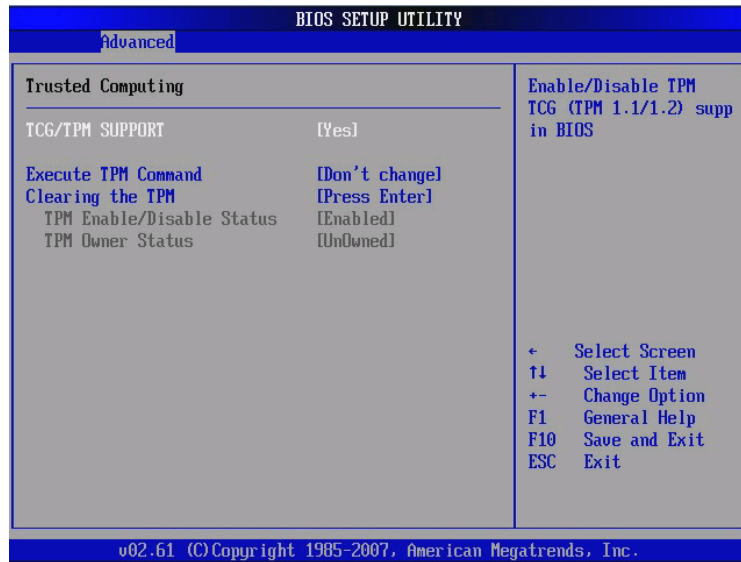 BIOS SETUP UTILITY
Advanced
Trusted Computing
TCG/TPM SUPPORT [Yes]
Execute TPM Command [Don't change]
Clearing the TPM [Press Enter]
TPM Enable/Disable Status [Enabled]
TPM Owner Status [UnOwned]
Enable/Disable TPM
TCG (TPM 1.1/1.2) supp
in BIOS
← Select Screen
↑↓ Select Item
+- Change Option
F1 General Help
F10 Save and Exit
ESC Exit
v02.61 (C)Copyright 1985-2007, American Megatrends, Inc.